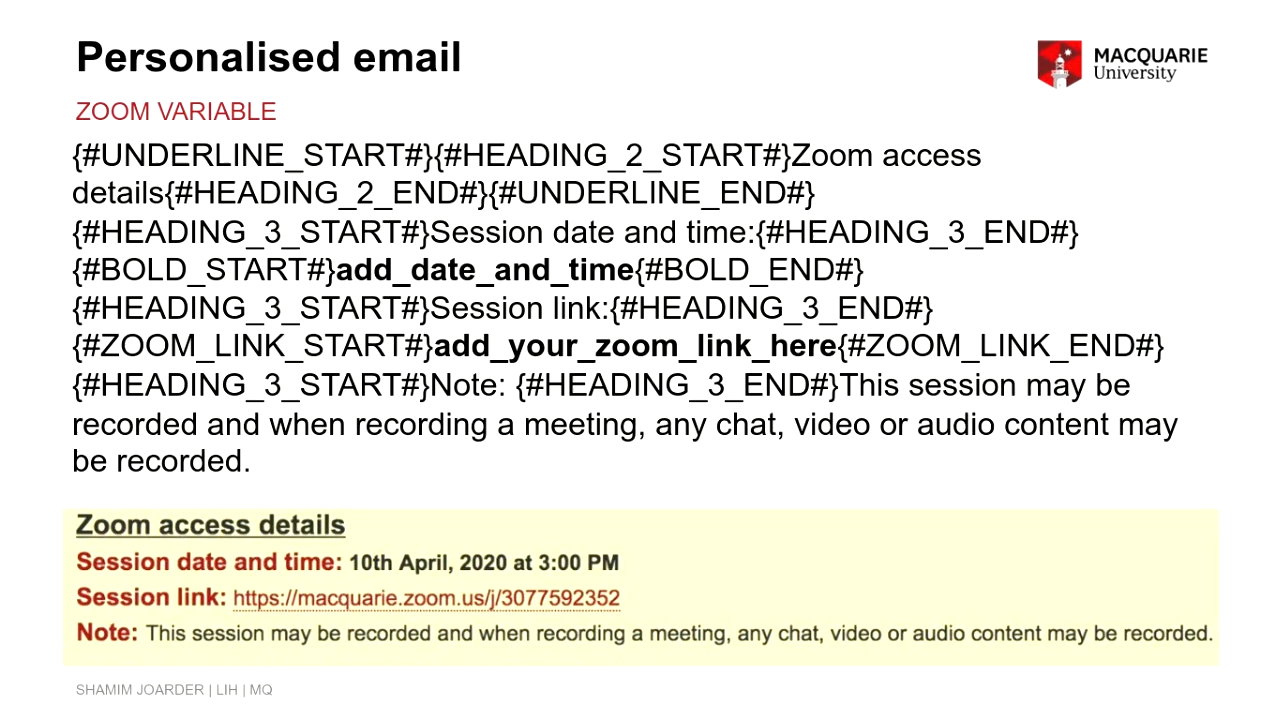 Personalised email
MACQUARIE
University
ZOOM VARIABLE
{#UNDERLINE_START#}{#HEADING_2_START#}Zoom access
details{#HEADING_2_END#}{#UNDERLINE_END#}
{#HEADING_3_START#}Session date and time:{#HEADING_3_END#}
{#BOLD_START#}add_date_and_time{#BOLD_END#}
{#HEADING_3_START#}Session link:{#HEADING_3_END#}
{#ZOOM_LINK_START#}add_your_zoom_link_here{#ZOOM_LINK_END#}
{#HEADING_3_START#}Note: {#HEADING_3_END#}This session may be
recorded and when recording a meeting, any chat, video or audio content may
be recorded.
Zoom access details
Session date and time: 10th April, 2020 at 3:00 PM
Session link: https://macquarie.zoom.us/j/3077592352
Note: This session may be recorded and when recording a meeting, any chat, video or audio content may be recorded.
SHAMIM JOARDER | LIH | MQ